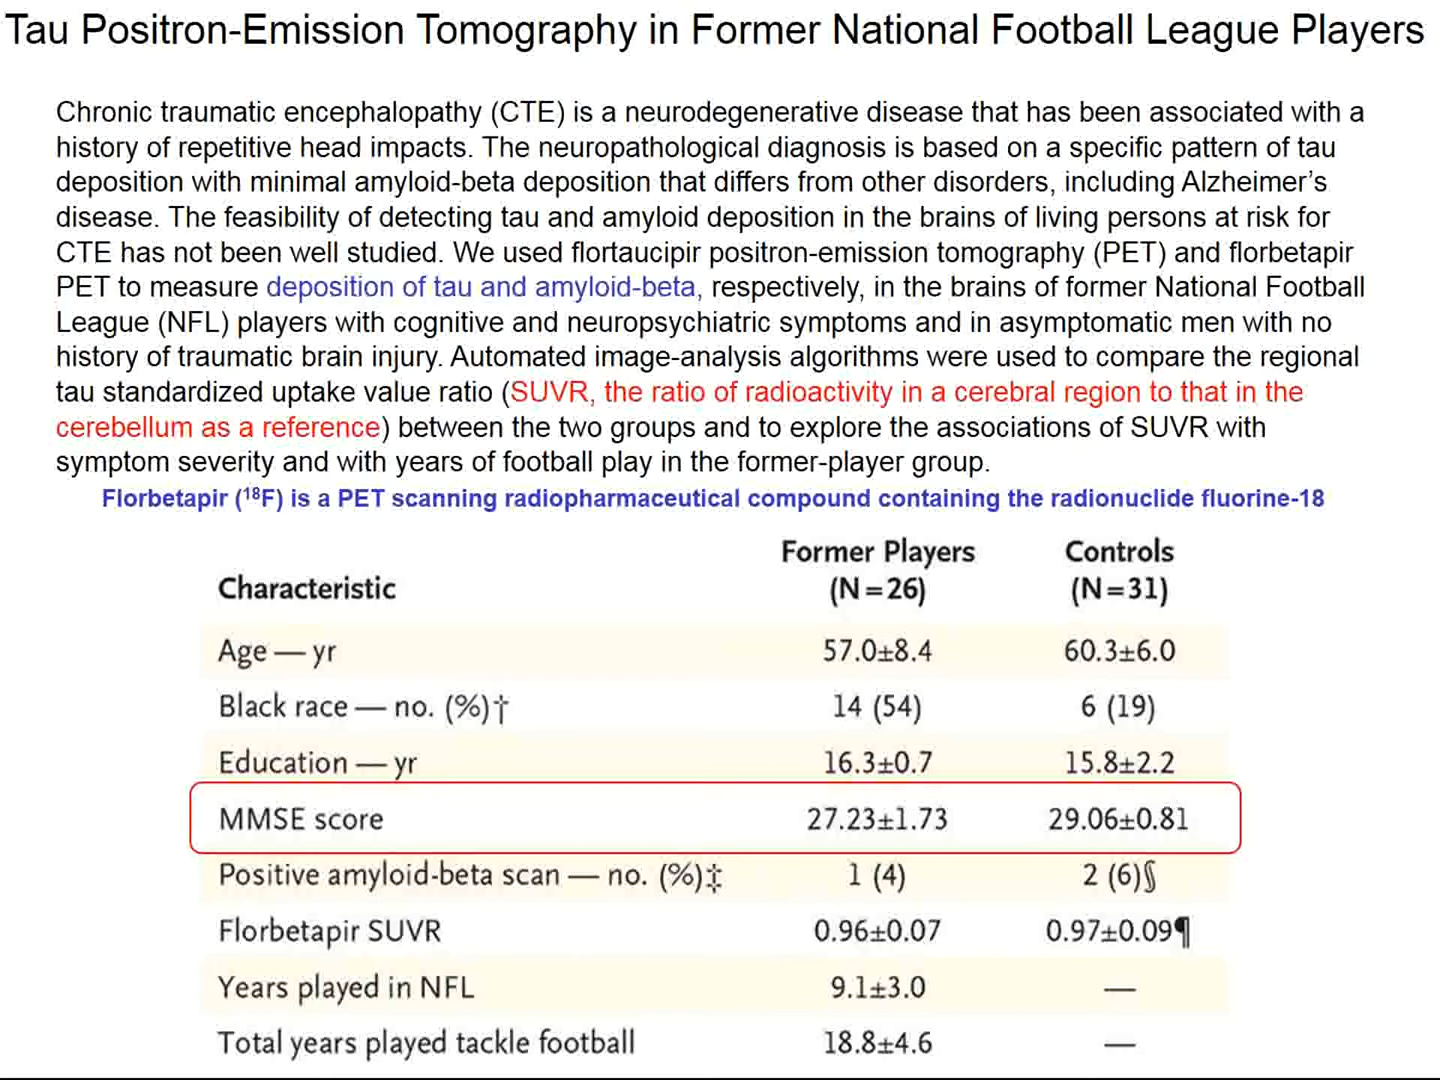 Tau Positron-Emission Tomography in Former National Football League Players
Chronic traumatic encephalopathy (CTE) is a neurodegenerative disease that has been associated with a
history of repetitive head impacts. The neuropathological diagnosis is based on a specific pattern of tau
deposition with minimal amyloid-beta deposition that differs from other disorders, including Alzheimer's
disease. The feasibility of detecting tau and amyloid deposition in the brains of living persons at risk for
CTE has not been well studied. We used flortaucipir positron-emission tomography (PET) and florbetapir
PET to measure deposition of tau and amyloid-beta, respectively, in the brains of former National Football
League (NFL) players with cognitive and neuropsychiatric symptoms and in asymptomatic men with no
history of traumatic brain injury. Automated image-analysis algorithms were used to compare the regional
tau standardized uptake value ratio (SUVR, the ratio of radioactivity in a cerebral region to that in the
cerebellum as a reference) between the two groups and to explore the associations of SUVR with
symptom severity and with years of football play in the former-player group.
Florbetapir (¹⁸F) is a PET scanning radiopharmaceutical compound containing the radionuclide fluorine-18
Characteristic Former Players (N=26) Controls (N=31)
Age — yr 57.0±8.4 60.3±6.0
Black race — no. (%)† 14 (54) 6 (19)
Education — yr 16.3±0.7 15.8±2.2
MMSE score 27.23±1.73 29.06±0.81
Positive amyloid-beta scan — no. (%)‡ 1 (4) 2 (6)§
Florbetapir SUVR 0.96±0.07 0.97±0.09¶
Years played in NFL 9.1±3.0 —
Total years played tackle football 18.8±4.6 —